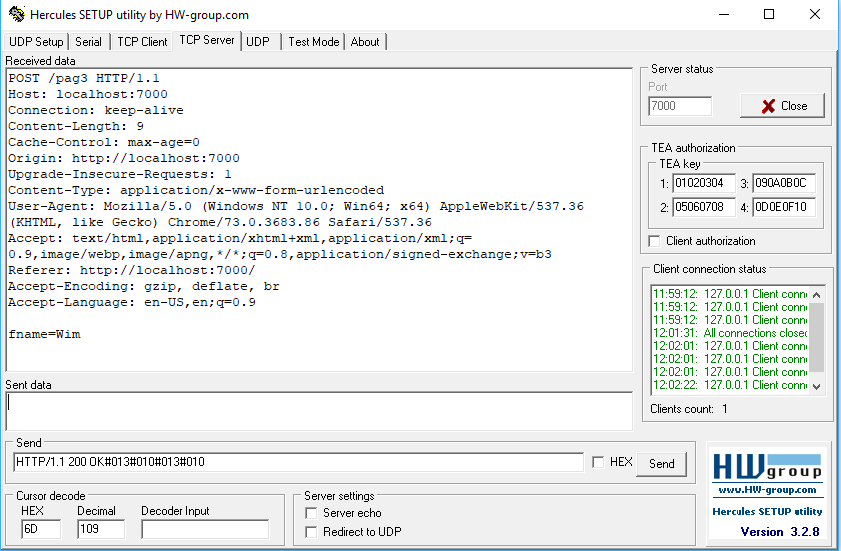 Hercules SETUP utility by HW-group.com
UDP Setup Serial TCP Client TCP Server UDP Test Mode About
Received data
POST /pag3 HTTP/1.1
Host: localhost:7000
Connection: keep-alive
Content-Length: 9
Cache-Control: max-age=0
Origin: http://localhost:7000
Upgrade-Insecure-Requests: 1
Content-Type: application/x-www-form-urlencoded
User-Agent: Mozilla/5.0 (Windows NT 10.0; Win64; x64) AppleWebKit/537.36
(KHTML, like Gecko) Chrome/73.0.3683.86 Safari/537.36
Accept: text/html,application/xhtml+xml,application/xml;q=
0.9,image/webp,image/apng,*/*;q=0.8,application/signed-exchange;v=b3
Referer: http://localhost:7000/
Accept-Encoding: gzip, deflate, br
Accept-Language: en-US,en;q=0.9
fname=Wim
Sent data
Send
HTTP/1.1 200 OK#013#010#013#010
HEX
Send
Cursor decode
HEX Decimal Decoder Input
6D 109
Server settings
Server echo
Redirect to UDP
Server status
Port
7000
Close
TEA authorization
TEA key
1: 01020304 3: 090A0B0C
2: 05060708 4: 0D0E0F10
Client authorization
Client connection status
11:59:12: 127.0.0.1 Client conn
11:59:12: 127.0.0.1 Client conn
11:59:12: 127.0.0.1 Client conn
12:01:31: All connections closed
12:02:01: 127.0.0.1 Client conn
12:02:01: 127.0.0.1 Client conn
12:02:01: 127.0.0.1 Client conn
12:02:22: 127.0.0.1 Client conn
Clients count: 1
HW group
www.HW-group.com
Hercules SETUP utility
Version 3.2.8